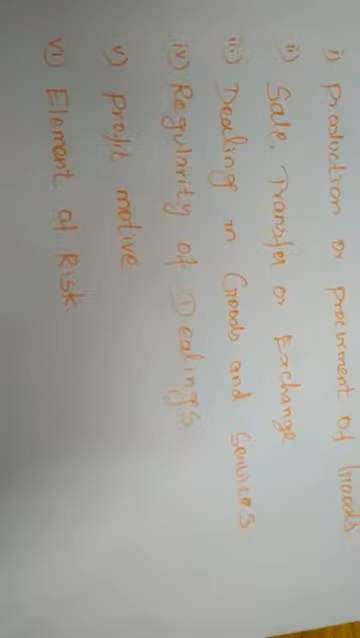 i) Production or procurment of Goods
ii) Sale, Transfer or Exchange
iii) Dealing in Goods and Services
iv) Regularity of Dealings
v) profit motive
vi) Element of Risk